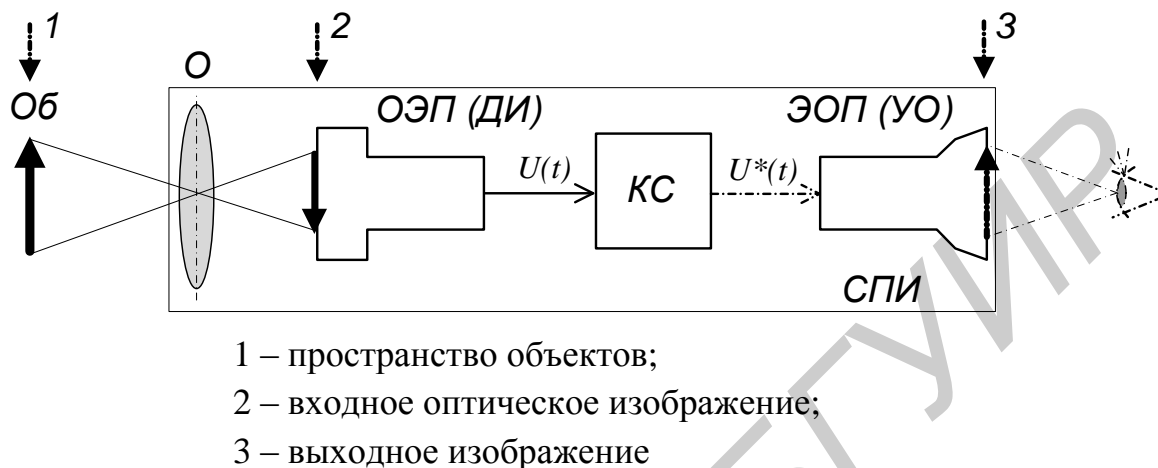 1
2
3
О
Об
ОЭП (ДИ)
ЭОП (УО)
U(t)
КС
U*(t)
СПИ
1 – пространство объектов;
2 – входное оптическое изображение;
3 – выходное изображение
ГУИР